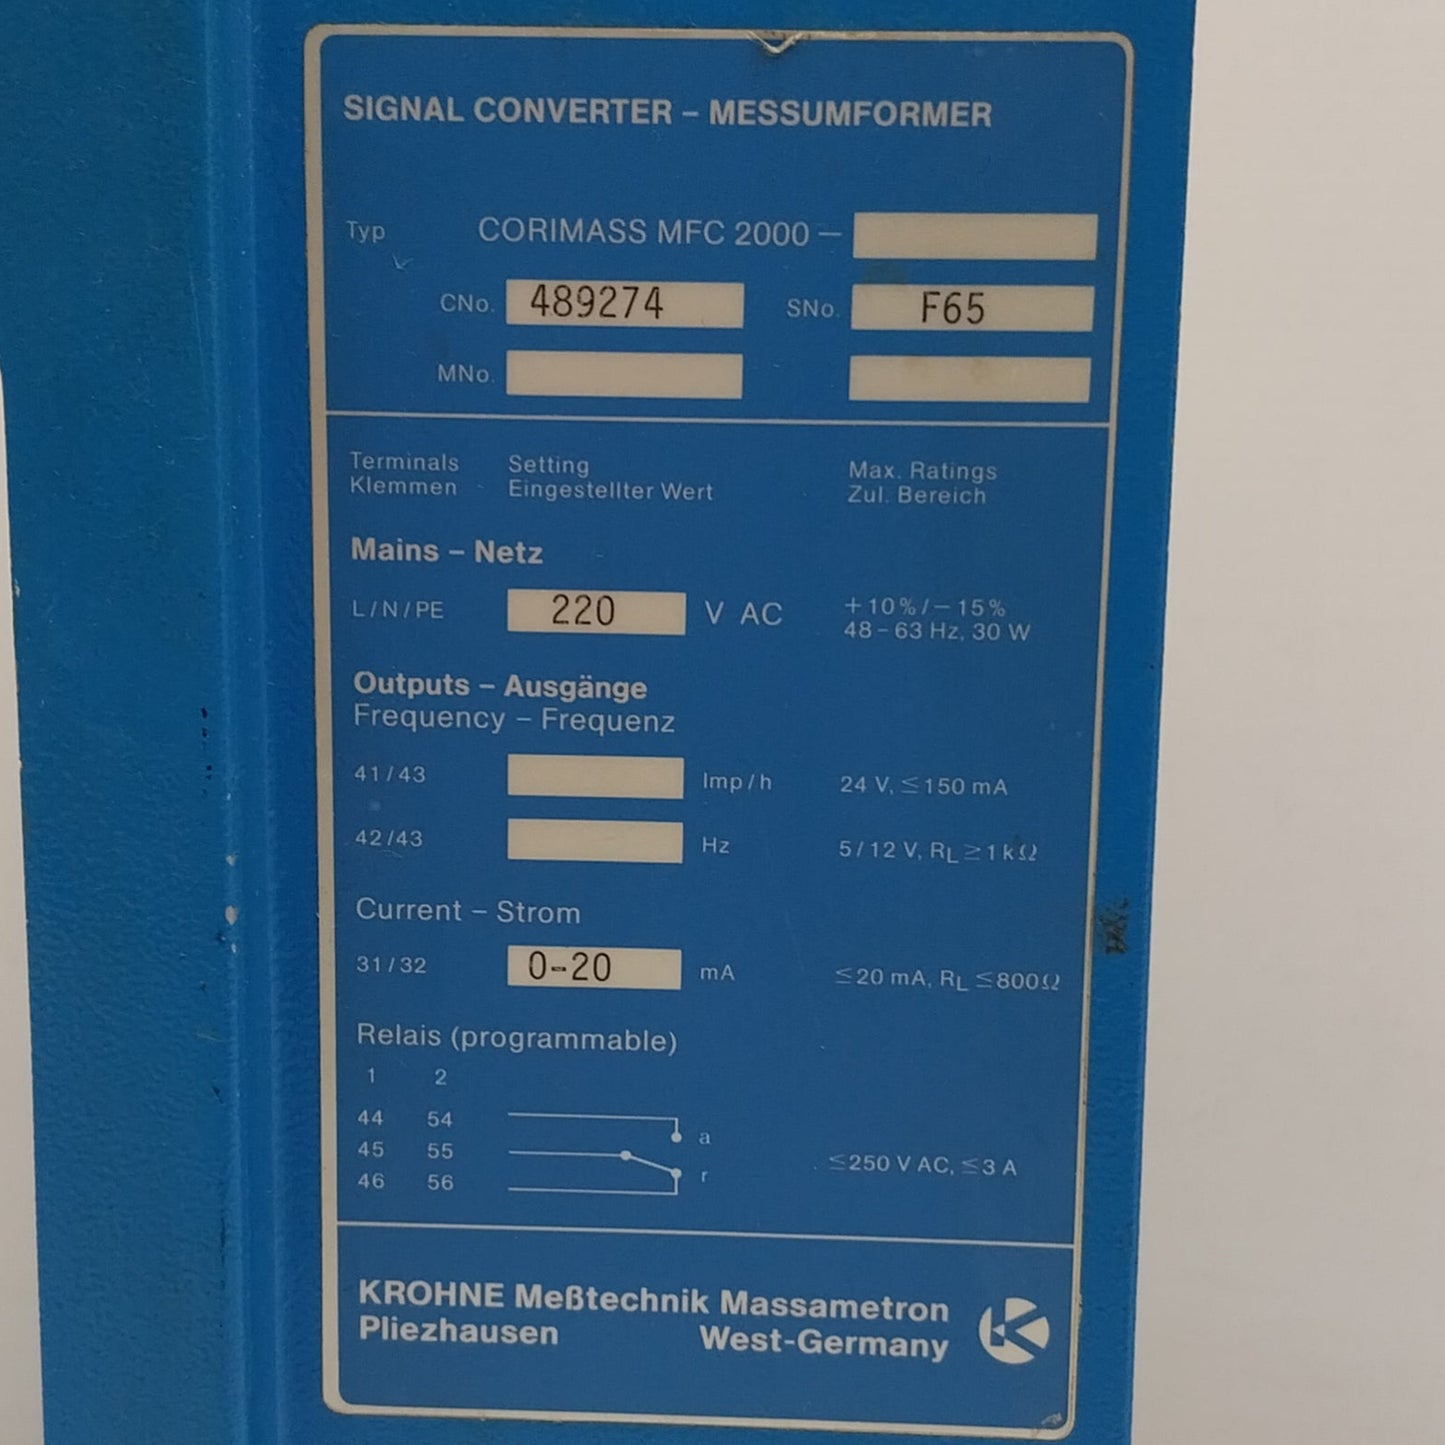 SIGNAL CONVERTER – MESSUMFORMER
Typ CORIMASS MFC 2000 –
CNo. 489274 SNo. F65
MNo.
Terminals Setting Max. Ratings
Klemmen Eingestellter Wert Zul. Bereich
Mains – Netz
L/N/PE 220 V AC +10%/–15%
48–63 Hz, 30 W
Outputs – Ausgänge
Frequency – Frequenz
41/43 Imp/h 24 V, ≤150 mA
42/43 Hz 5/12 V, RL ≥1kΩ
Current – Strom
31/32 0-20 mA ≤20 mA, RL ≤800Ω
Relais (programmable)
1 2
44 54 a
45 55 ≤250 V AC, ≤3 A
46 56 r
KROHNE Meßtechnik Massametron
Pliezhausen West-Germany